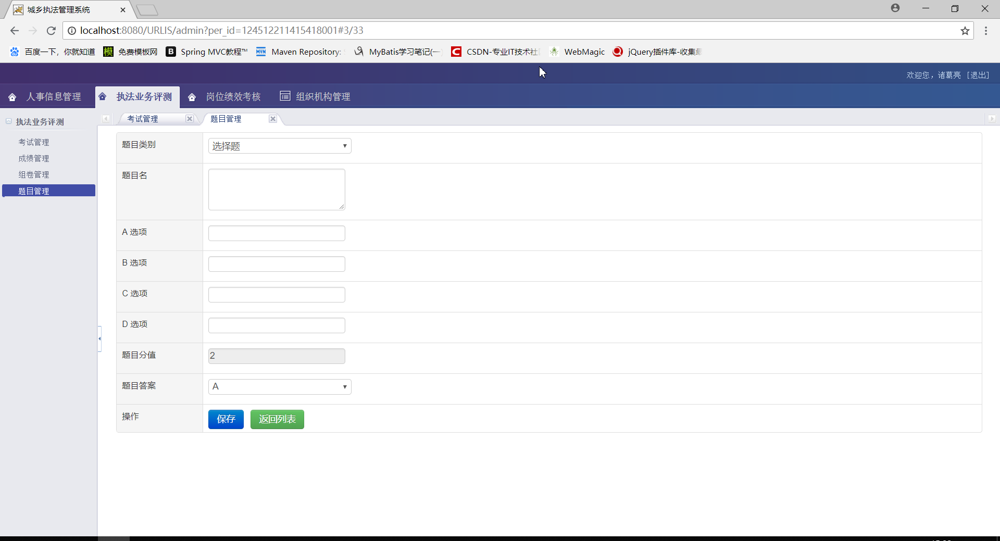 城乡执法管理系统
localhost:8080/URLIS/admin?per_id=124512211415418001#3/33
百度一下，你就知道 免费模板网 Spring MVC教程™ Maven Repository: MyBatis学习笔记(一 CSDN-专业IT技术社 WebMagic jQuery插件库-收集最
欢迎您，诸葛亮 [退出]
人事信息管理 执法业务评测 岗位绩效考核 组织机构管理
执法业务评测
考试管理
成绩管理
组卷管理
题目管理
考试管理 题目管理
题目类别 选择题
题目名
A 选项
B 选项
C 选项
D 选项
题目分值 2
题目答案 A
操作 保存 返回列表